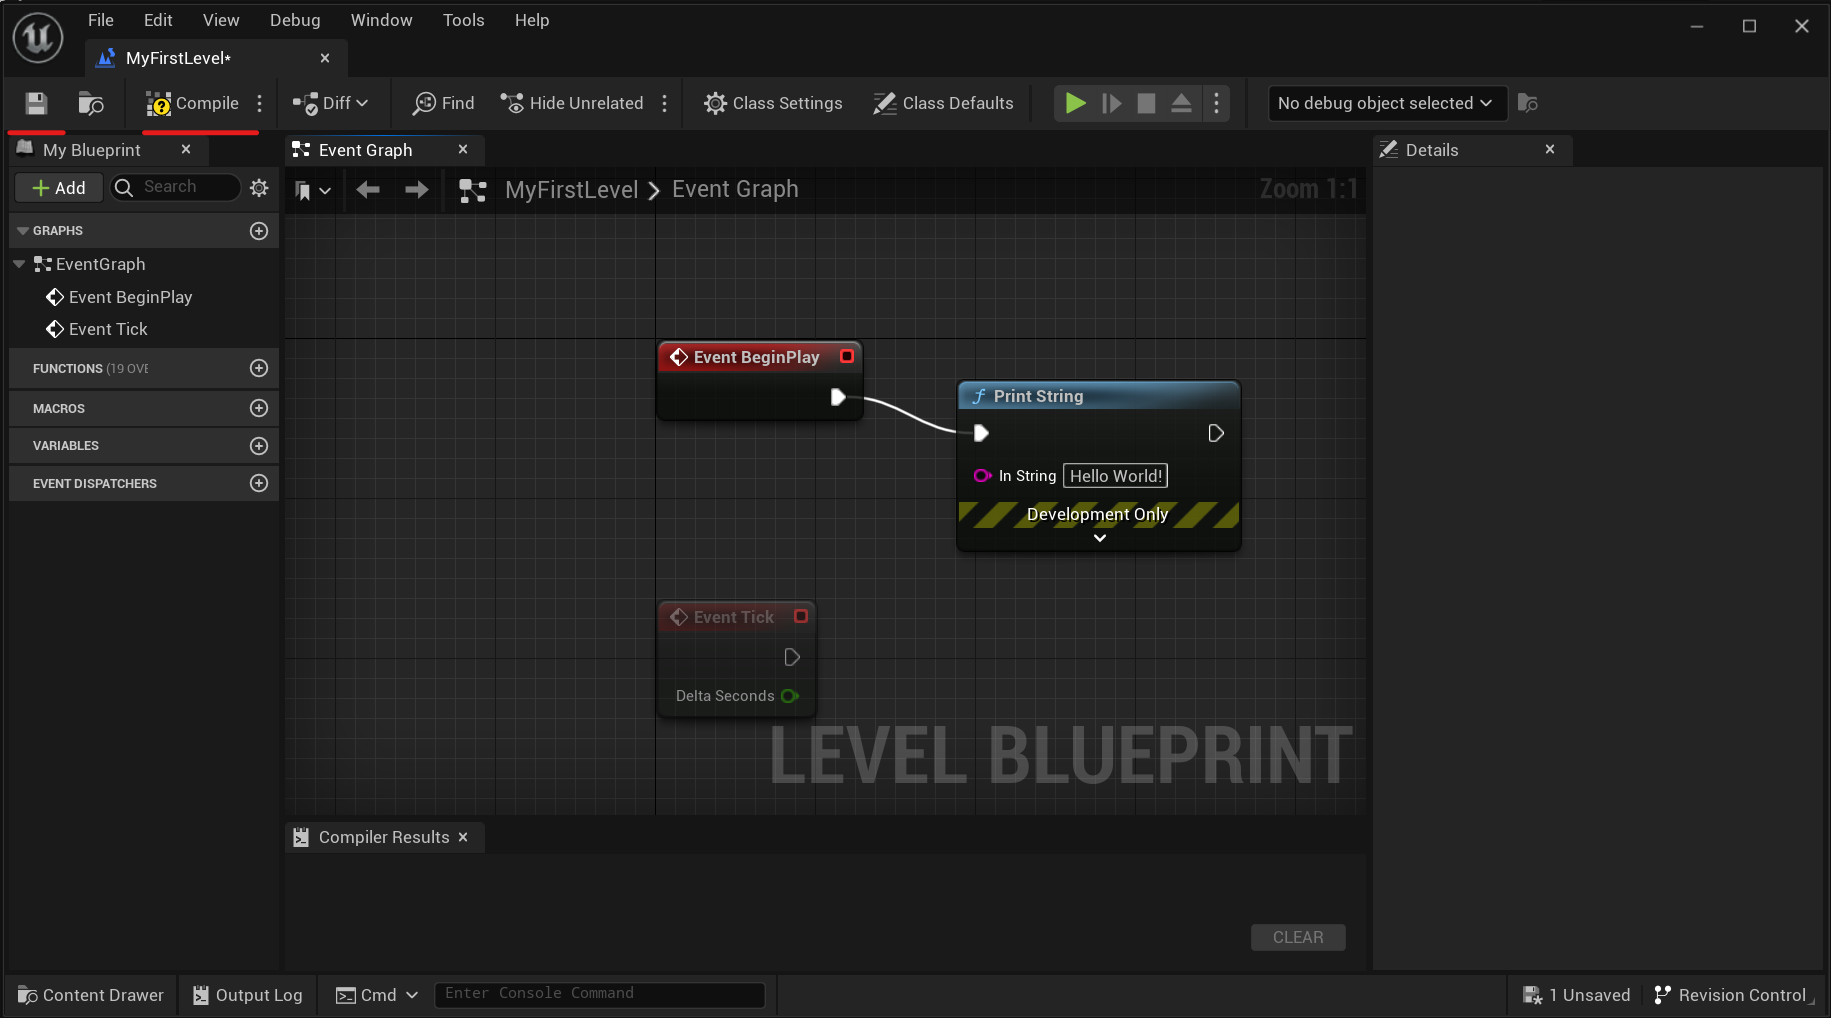 File Edit View Debug Window Tools Help
MyFirstLevel*
Compile Diff Find Hide Unrelated Class Settings Class Defaults No debug object selected
My Blueprint
Add Search
GRAPHS
EventGraph
Event BeginPlay
Event Tick
FUNCTIONS (19 OVE
MACROS
VARIABLES
EVENT DISPATCHERS
Event Graph
MyFirstLevel > Event Graph Zoom 1:1
Event BeginPlay
f Print String
In String Hello World!
Development Only
Event Tick
Delta Seconds
LEVEL BLUEPRINT
Compiler Results
CLEAR
Details
Content Drawer Output Log Cmd Enter Console Command 1 Unsaved Revision Control